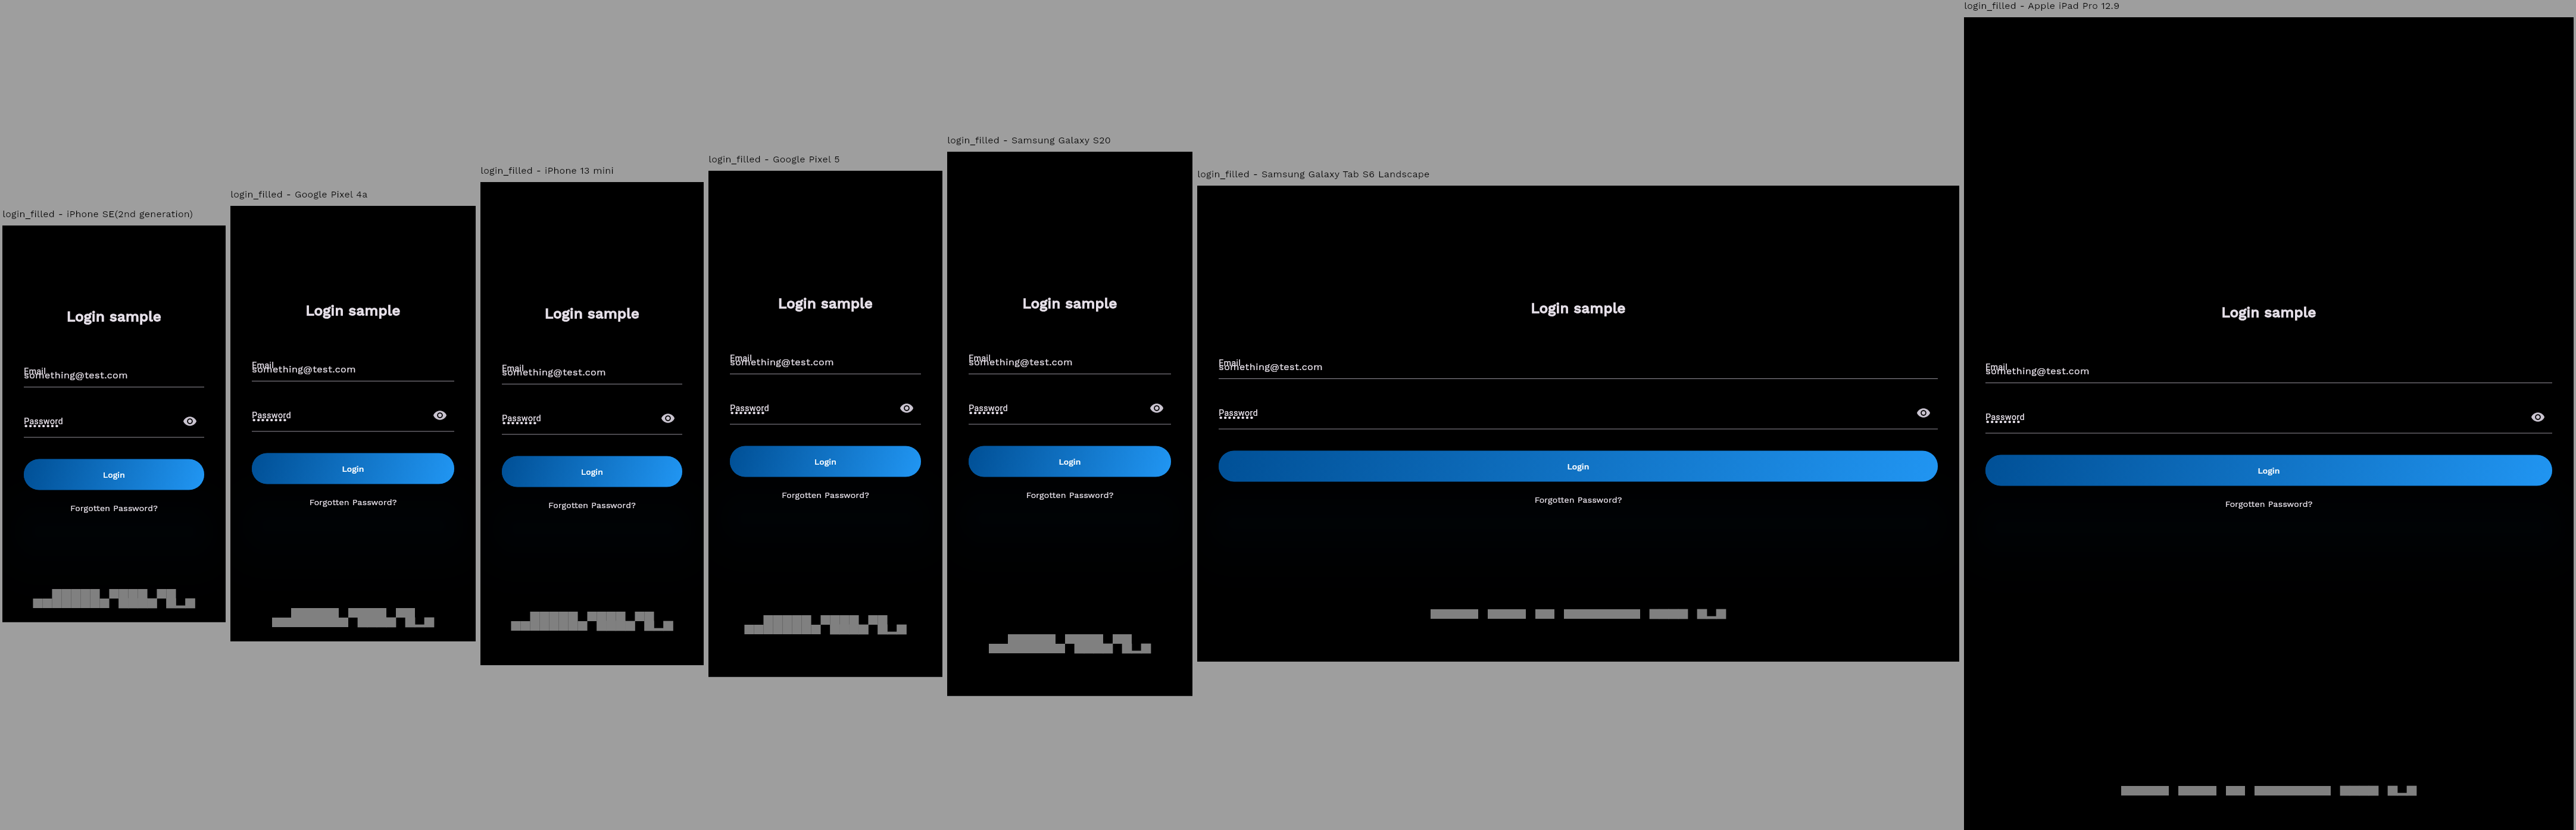 login_filled - iPhone SE(2nd generation)
Login sample
Email
something@test.com
Password
Login
Forgotten Password?
login_filled - Google Pixel 4a
Login sample
Email
something@test.com
Password
Login
Forgotten Password?
login_filled - iPhone 13 mini
Login sample
Email
something@test.com
Password
Login
Forgotten Password?
login_filled - Google Pixel 5
Login sample
Email
something@test.com
Password
Login
Forgotten Password?
login_filled - Samsung Galaxy S20
Login sample
Email
something@test.com
Password
Login
Forgotten Password?
login_filled - Samsung Galaxy Tab S6 Landscape
Login sample
Email
something@test.com
Password
Login
Forgotten Password?
login_filled - Apple iPad Pro 12.9
Login sample
Email
something@test.com
Password
Login
Forgotten Password?